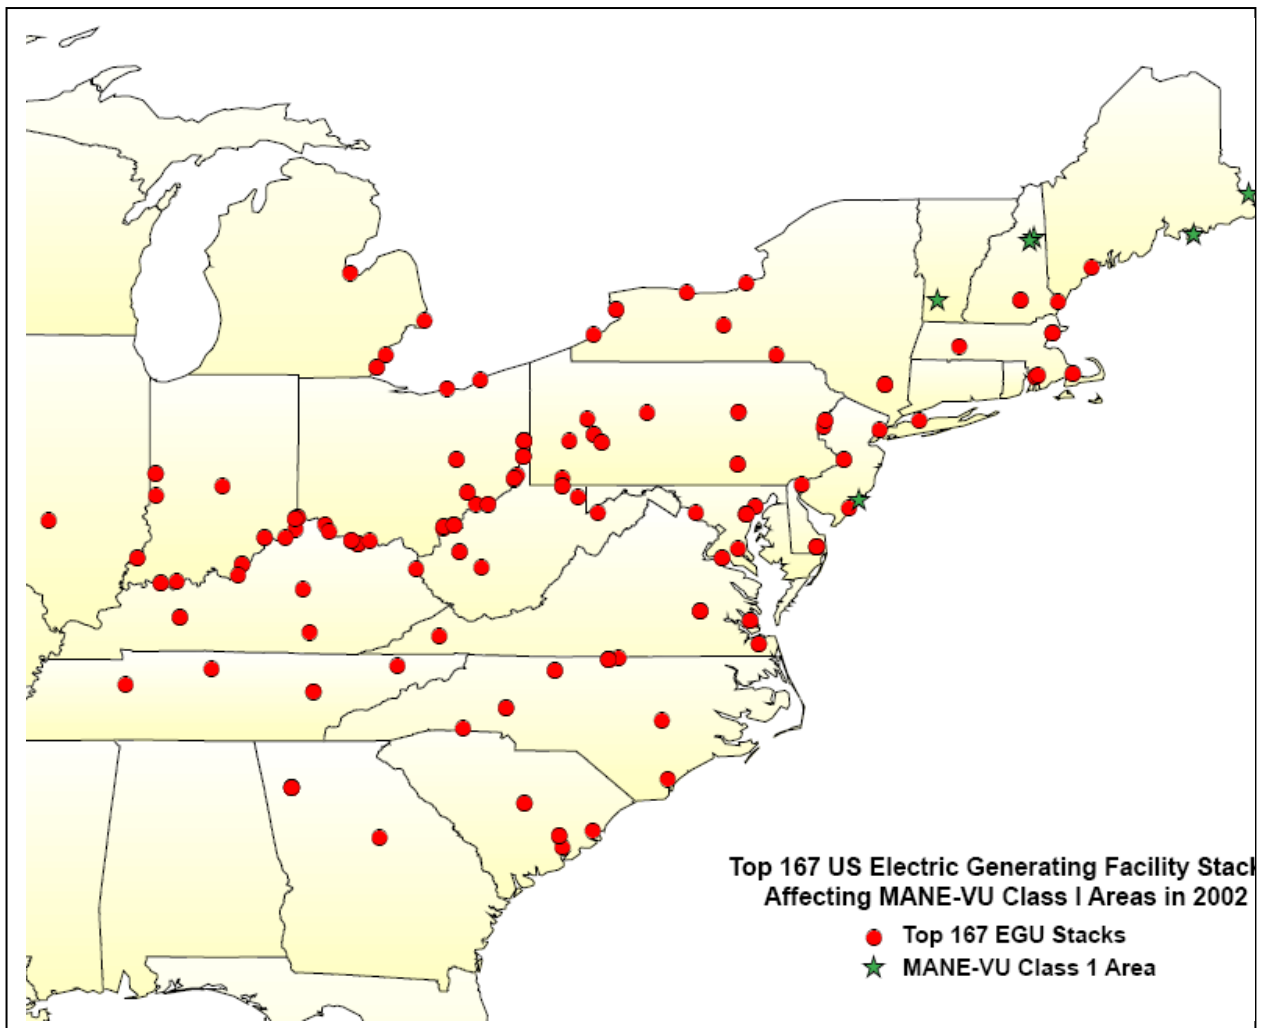 Top 167 US Electric Generating Facility Stack
Affecting MANE-VU Class I Areas in 2002
Top 167 EGU Stacks
MANE-VU Class 1 Area